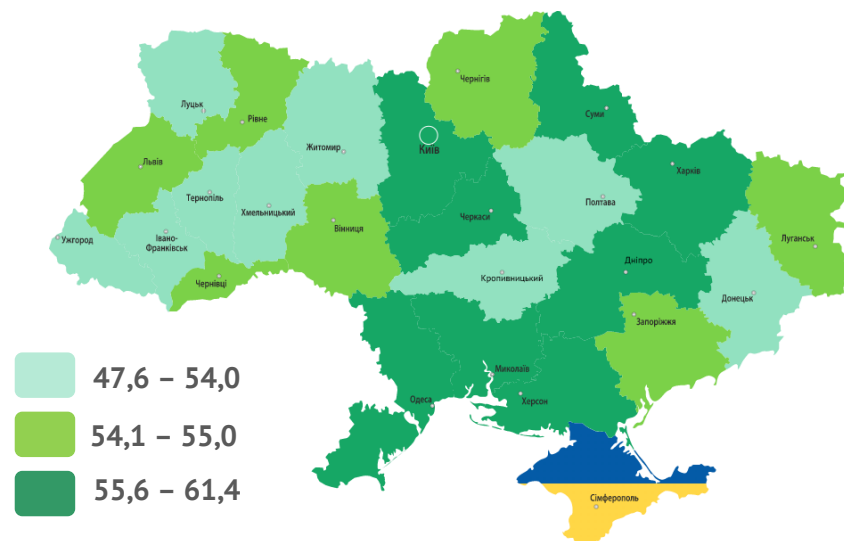 Чернігів
Луцьк
Суми
Рівне
Київ
Житомир
Львів
Харків
Тернопіль
Полтава
Хмельницький
Черкаси
Вінниця
Ужгород
Івано-
Франківськ
Луганськ
Дніпро
Чернівці
Кропивницький
Донецьк
Запоріжжя
Миколаїв
47,6 – 54,0
Одеса
Херсон
54,1 – 55,0
55,6 – 61,4
Сімферополь